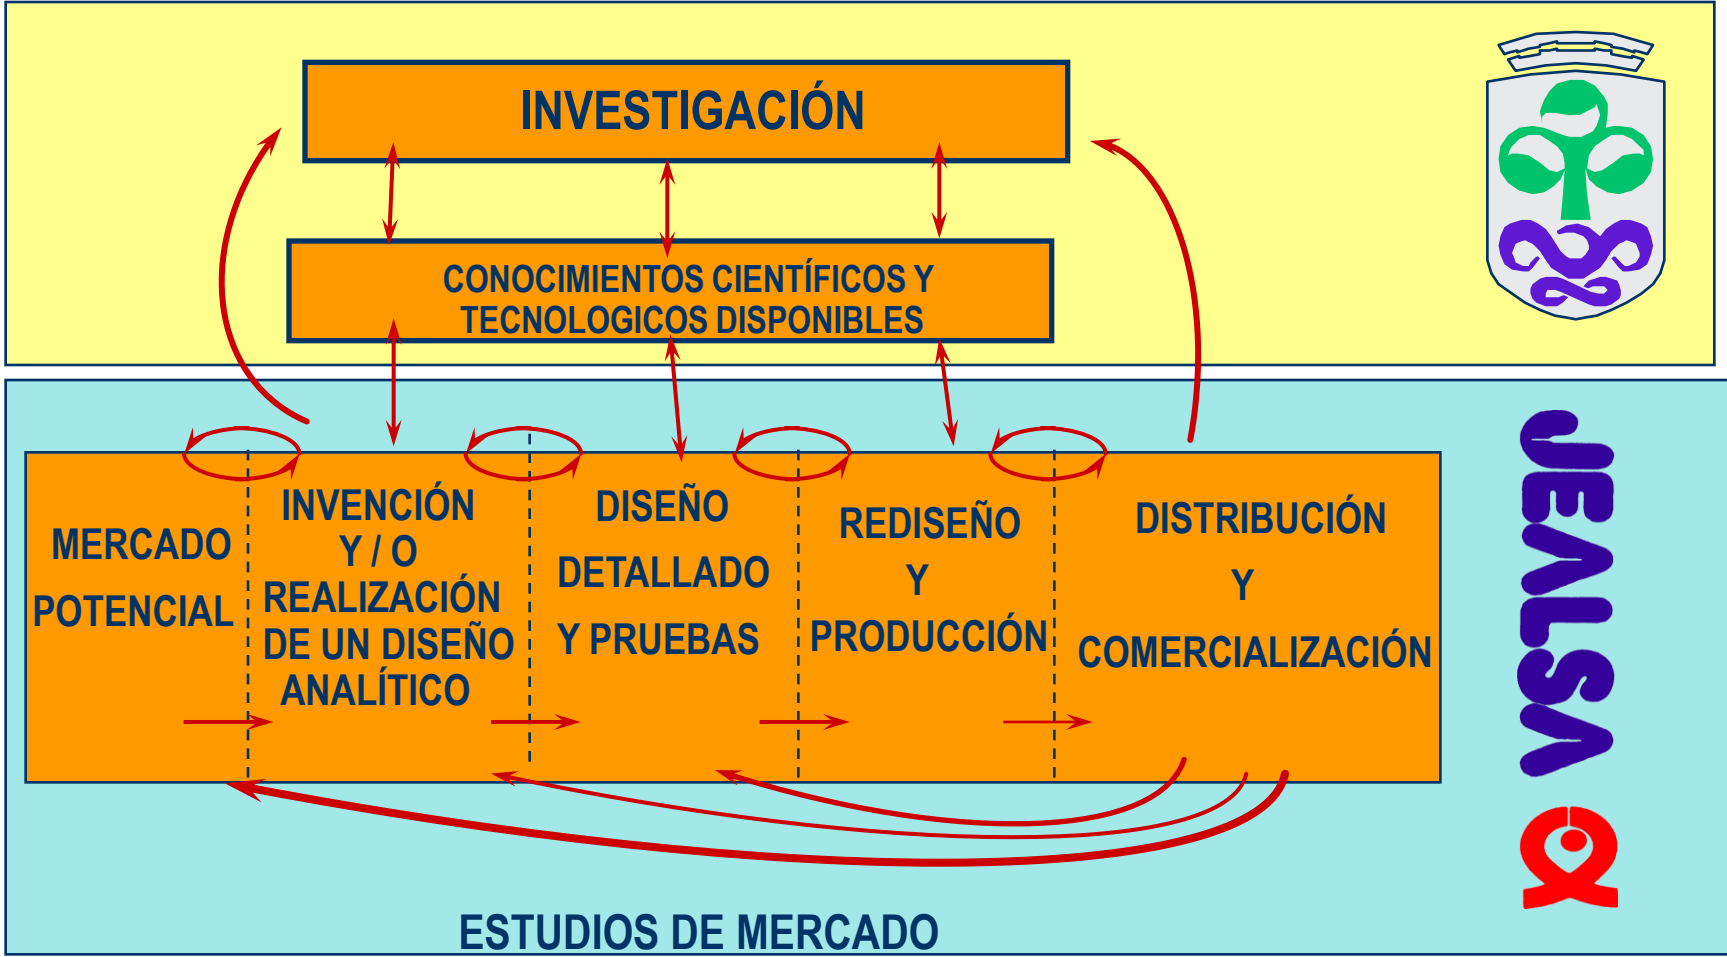 INVESTIGACIÓN
CONOCIMIENTOS CIENTÍFICOS Y
TECNOLOGICOS DISPONIBLES
MERCADO
POTENCIAL
INVENCIÓN
Y / O
REALIZACIÓN
DE UN DISEÑO
ANALÍTICO
DISEÑO
DETALLADO
Y PRUEBAS
REDISEÑO
Y
PRODUCCIÓN
DISTRIBUCIÓN
Y
COMERCIALIZACIÓN
JEALSA
ESTUDIOS DE MERCADO